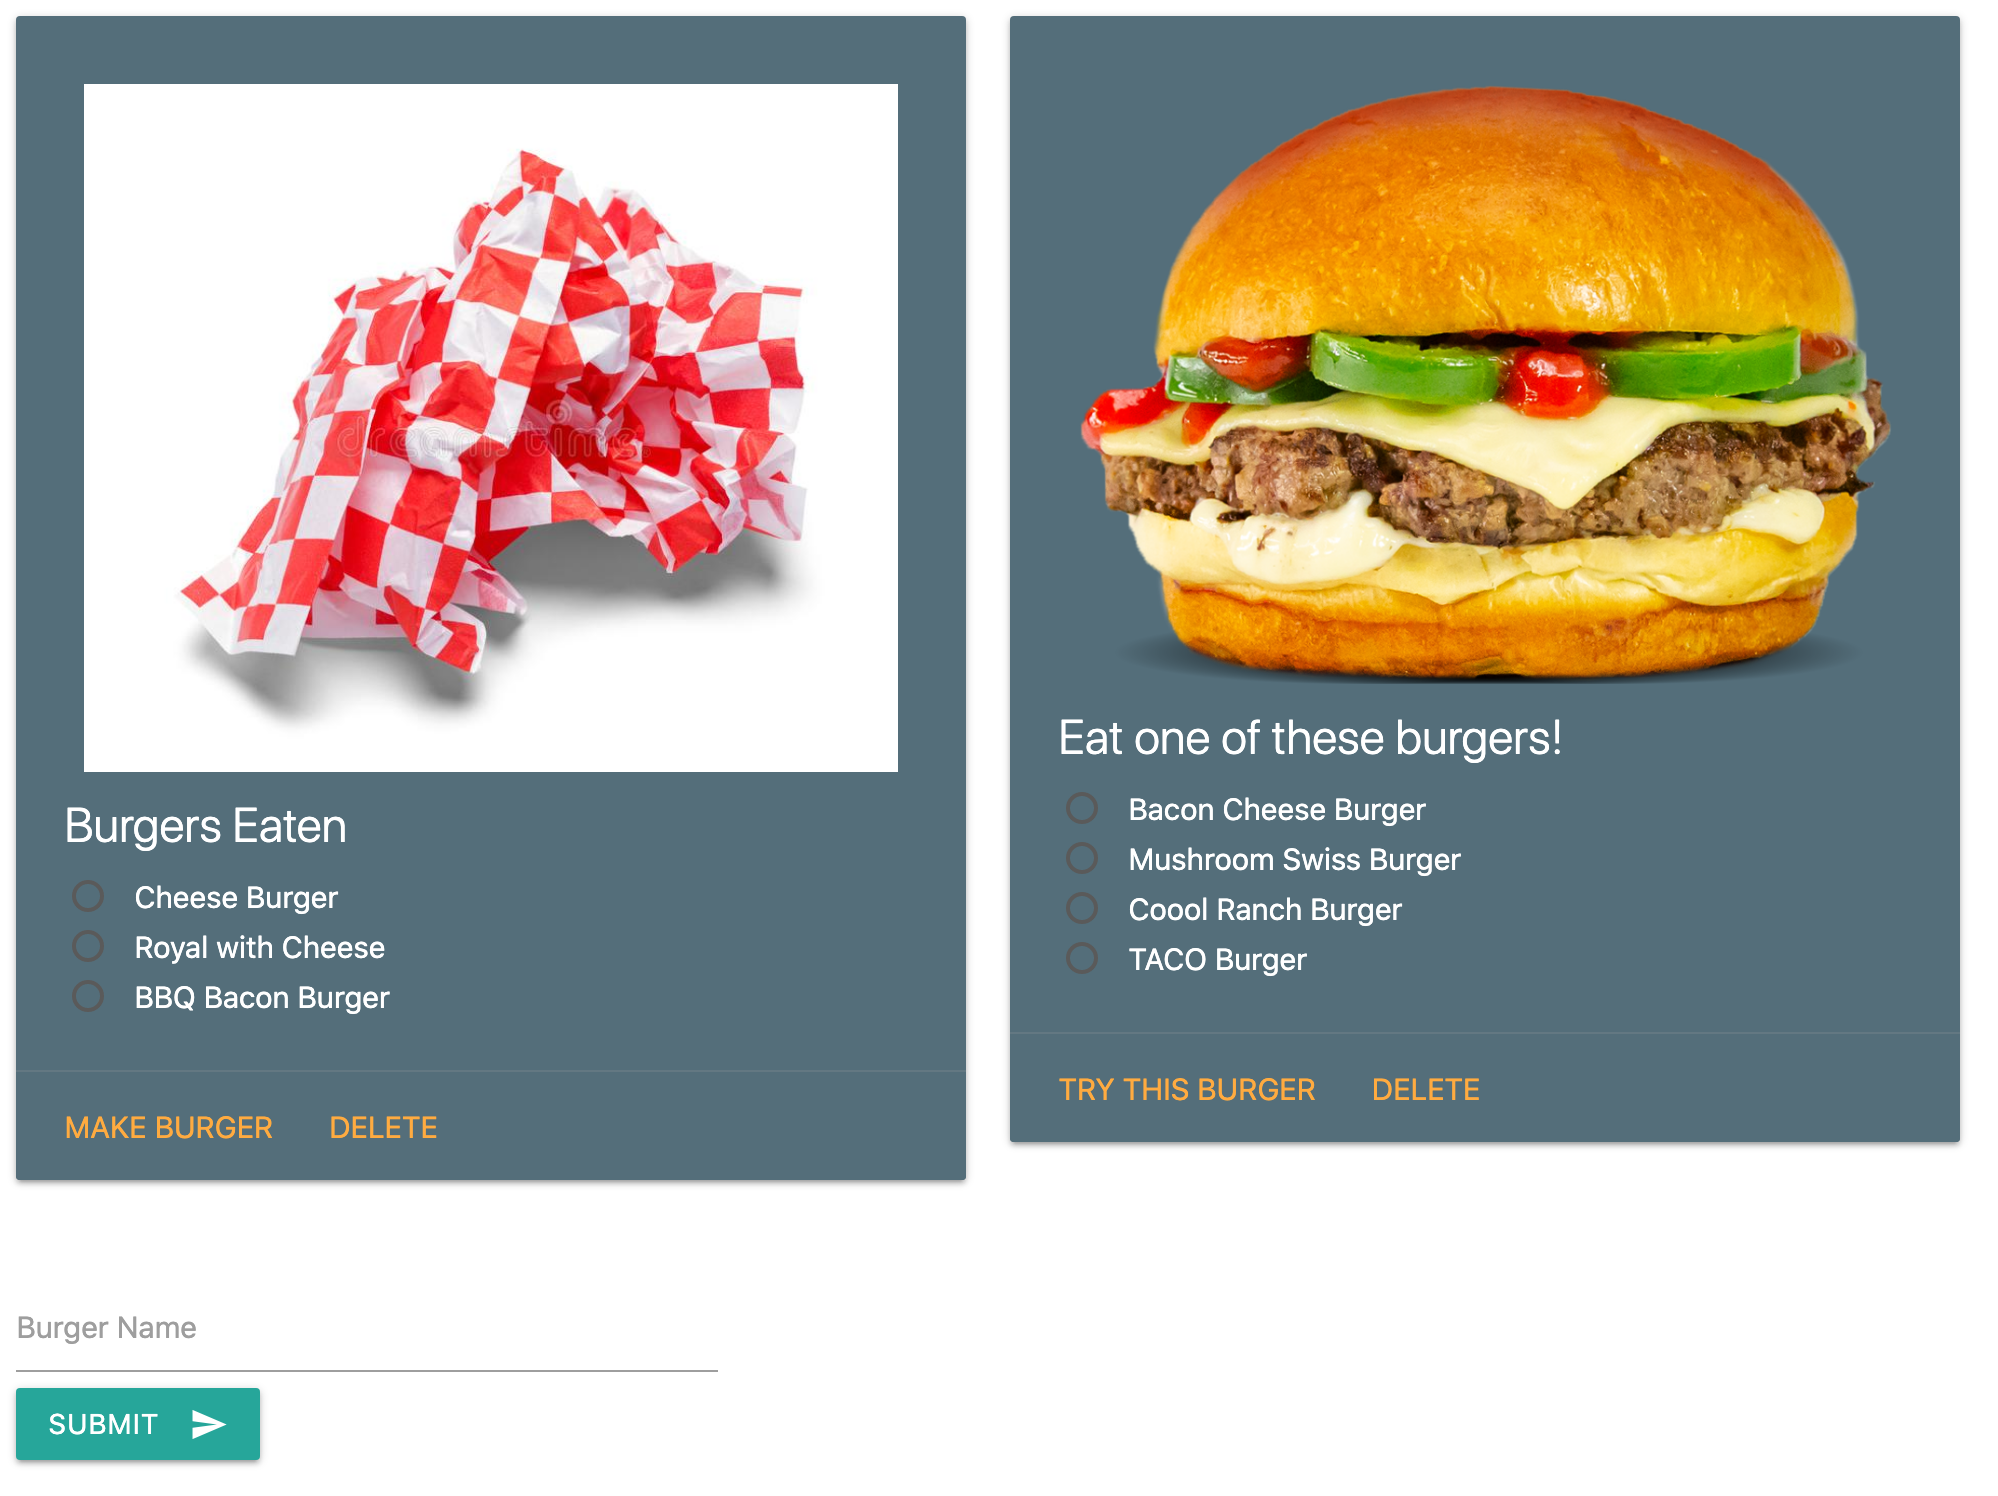 dreamstime
Burgers Eaten
Cheese Burger
Royal with Cheese
BBQ Bacon Burger
MAKE BURGER DELETE
Eat one of these burgers!
Bacon Cheese Burger
Mushroom Swiss Burger
Coool Ranch Burger
TACO Burger
TRY THIS BURGER DELETE
Burger Name
SUBMIT